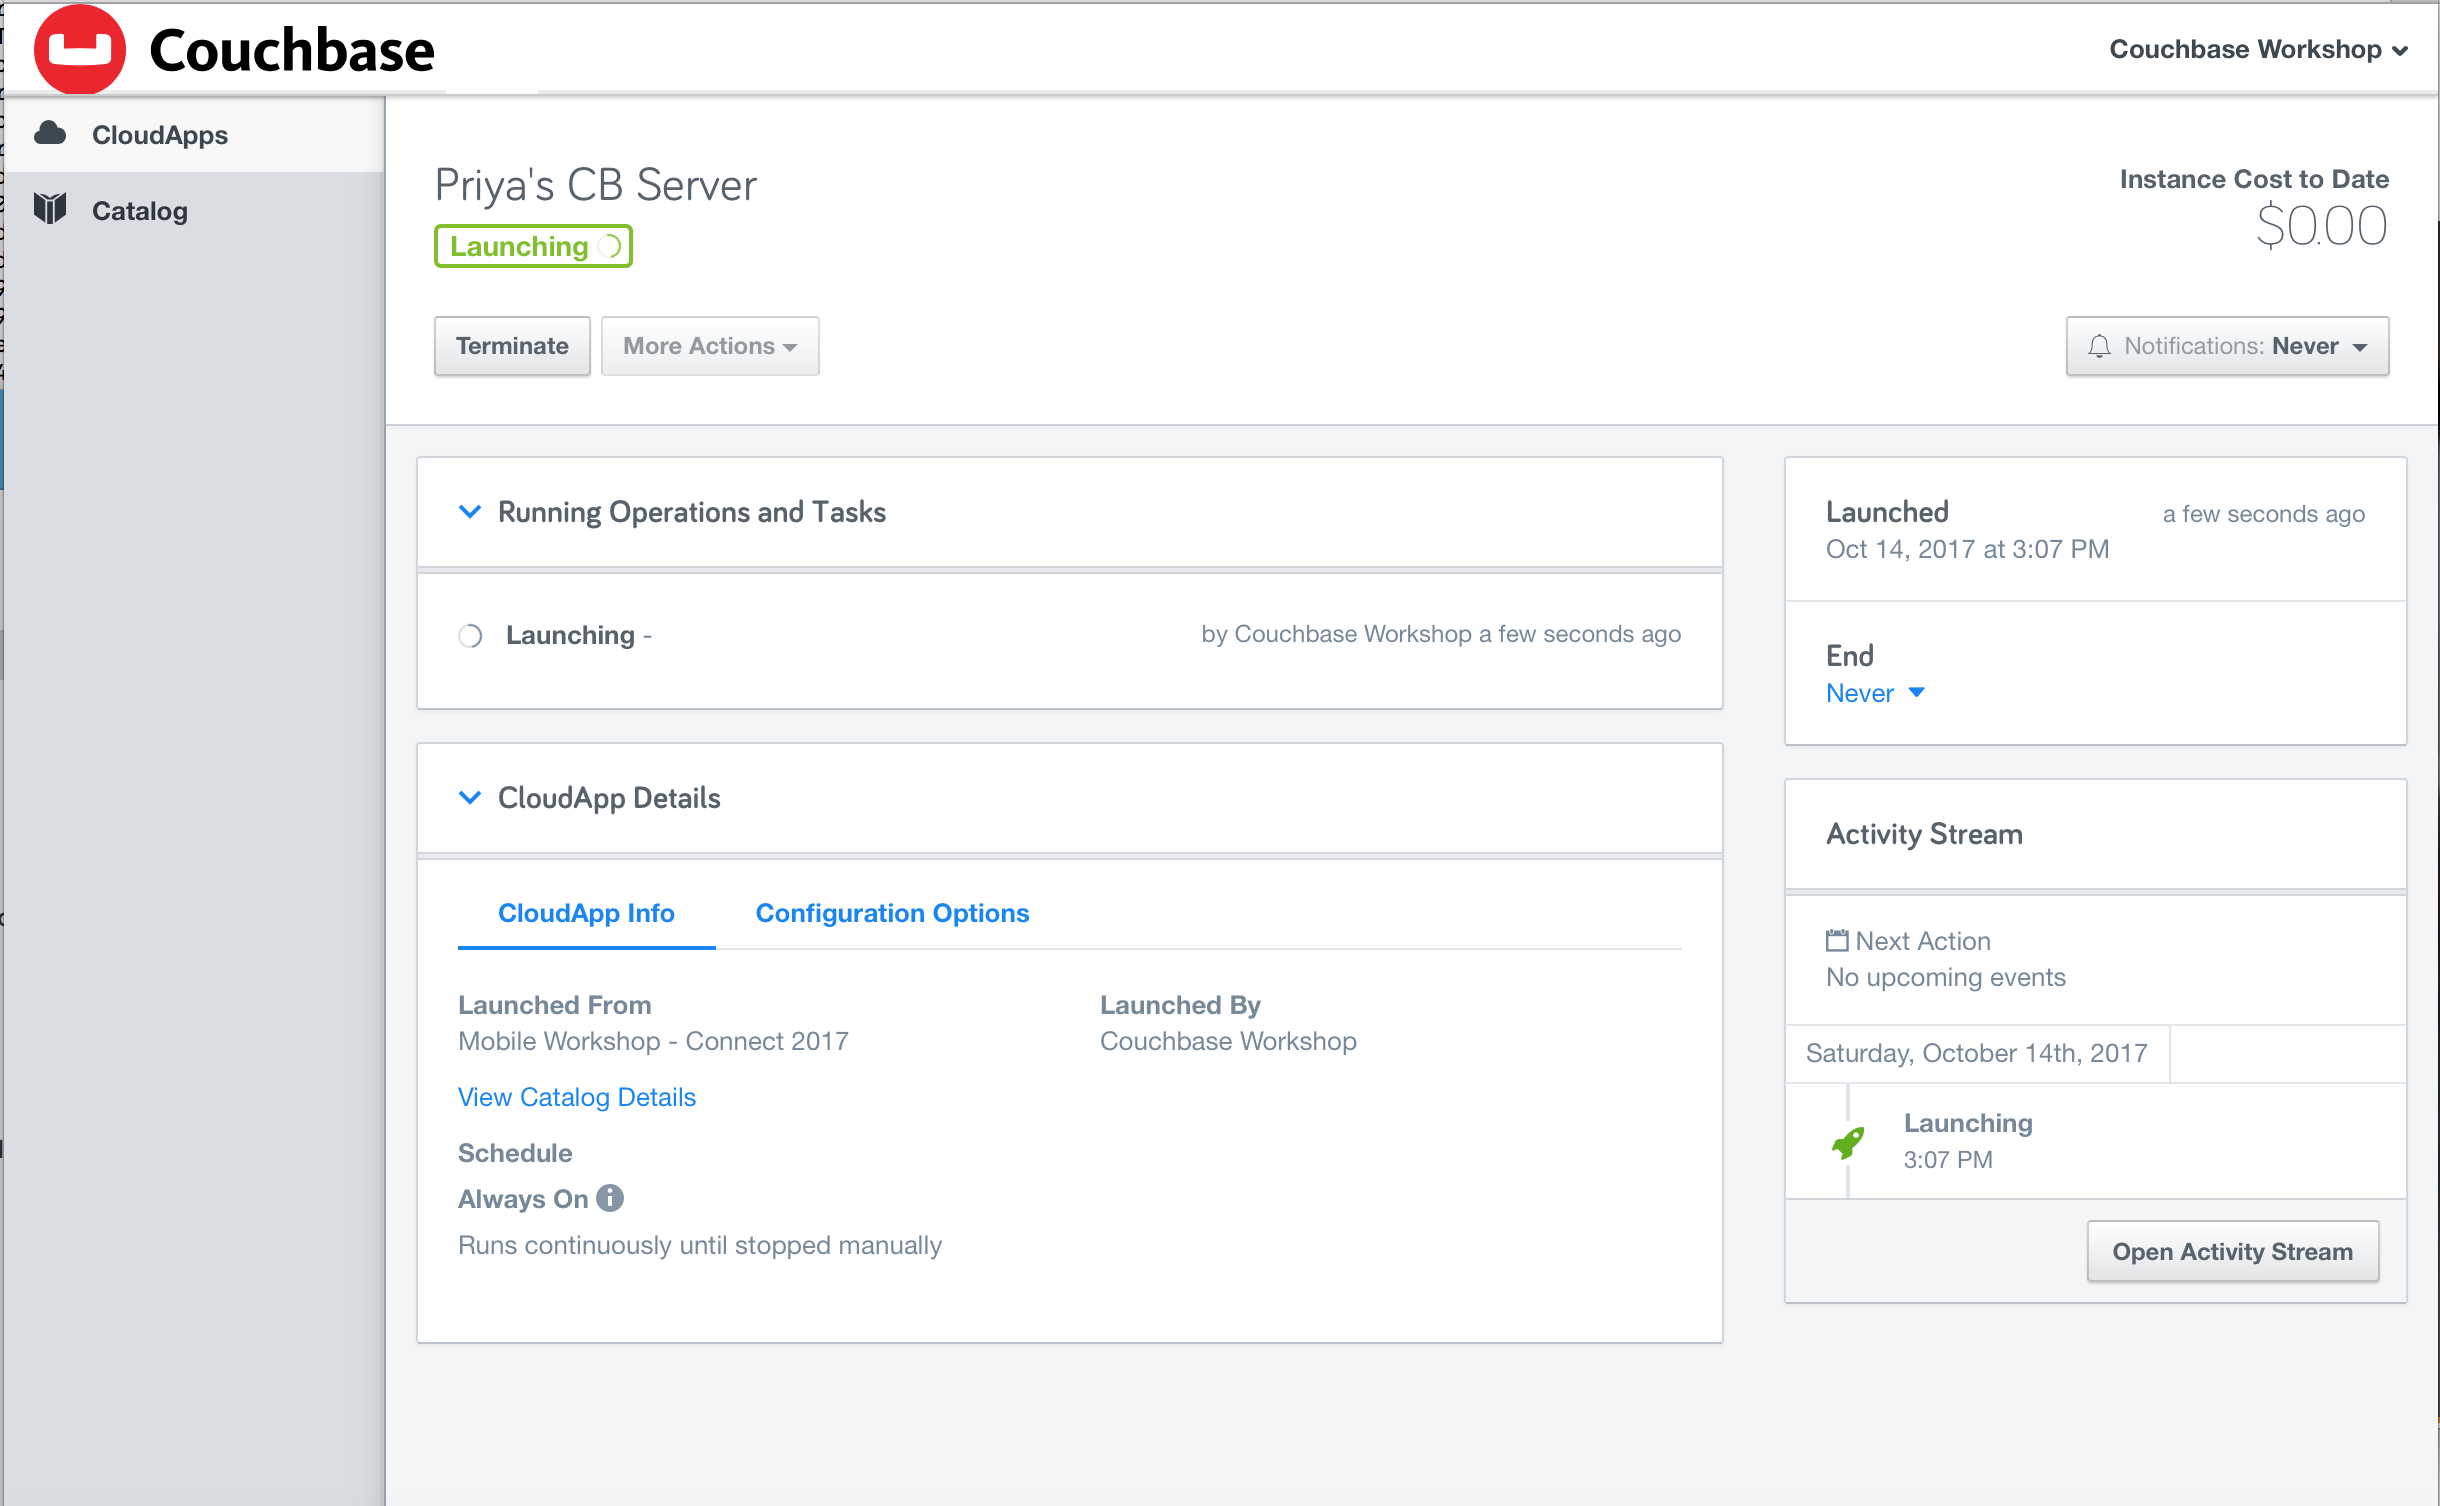 Couchbase
Couchbase Workshop
CloudApps
Catalog
Priya's CB Server
Launching
Instance Cost to Date
$0.00
Terminate
More Actions
Notifications: Never
Running Operations and Tasks
Launching -
by Couchbase Workshop a few seconds ago
CloudApp Details
CloudApp Info
Configuration Options
Launched From
Mobile Workshop - Connect 2017
Launched By
Couchbase Workshop
View Catalog Details
Schedule
Always On
Runs continuously until stopped manually
Launched
a few seconds ago
Oct 14, 2017 at 3:07 PM
End
Never
Activity Stream
Next Action
No upcoming events
Saturday, October 14th, 2017
Launching
3:07 PM
Open Activity Stream